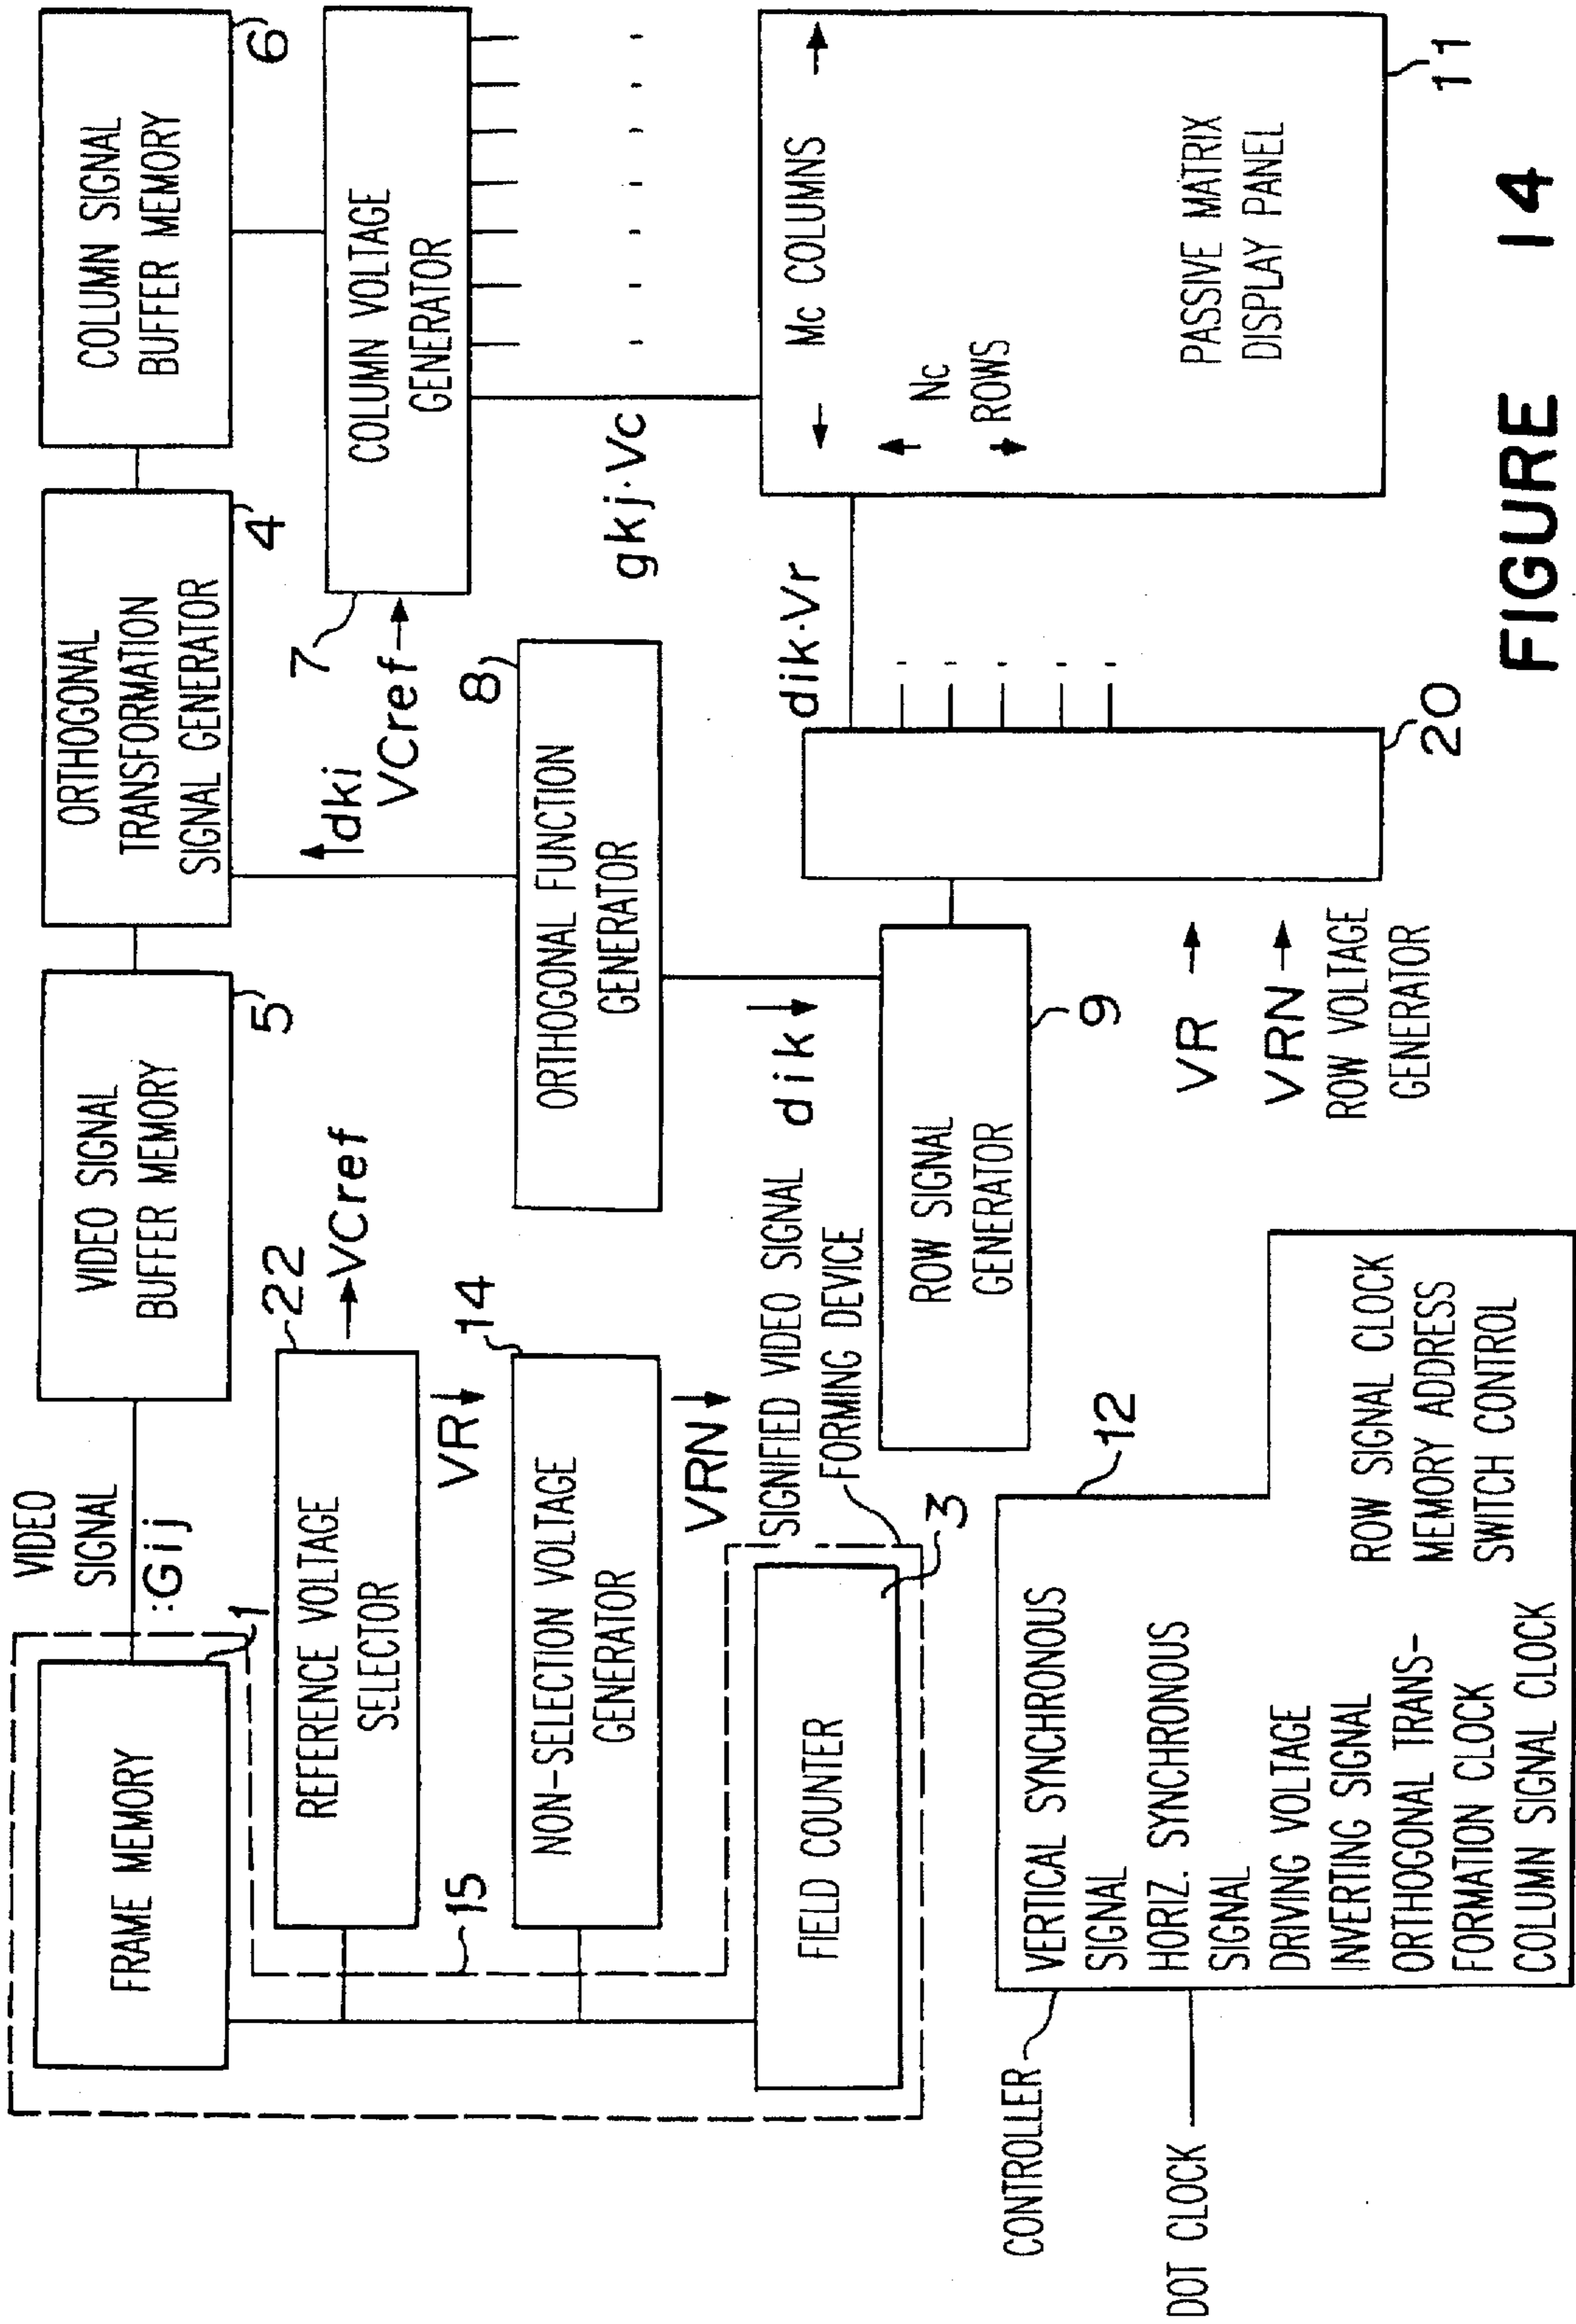 VIDEO
SIGNAL
:Gij
FRAME MEMORY
1
VIDEO SIGNAL
BUFFER MEMORY
5
ORTHOGONAL
TRANSFORMATION
SIGNAL GENERATOR
4
COLUMN SIGNAL
BUFFER MEMORY
6
REFERENCE VOLTAGE
SELECTOR
22
VCref
VR
dki
VCref
7
COLUMN VOLTAGE
GENERATOR
15
NON-SELECTION VOLTAGE
GENERATOR
14
VRN
ORTHOGONAL FUNCTION
GENERATOR
8
gkj·Vc
SIGNIFIED VIDEO SIGNAL
FORMING DEVICE
dik
dik·Vr
FIELD COUNTER
3
ROW SIGNAL
GENERATOR
9
20
Mc COLUMNS
Nc
ROWS
PASSIVE MATRIX
DISPLAY PANEL
11
VR
VRN
ROW VOLTAGE
GENERATOR
CONTROLLER
DOT CLOCK
12
VERTICAL SYNCHRONOUS
SIGNAL
HORIZ. SYNCHRONOUS
SIGNAL
DRIVING VOLTAGE
INVERTING SIGNAL
ORTHOGONAL TRANS-
FORMATION CLOCK
COLUMN SIGNAL CLOCK
ROW SIGNAL CLOCK
MEMORY ADDRESS
SWITCH CONTROL
FIGURE 14